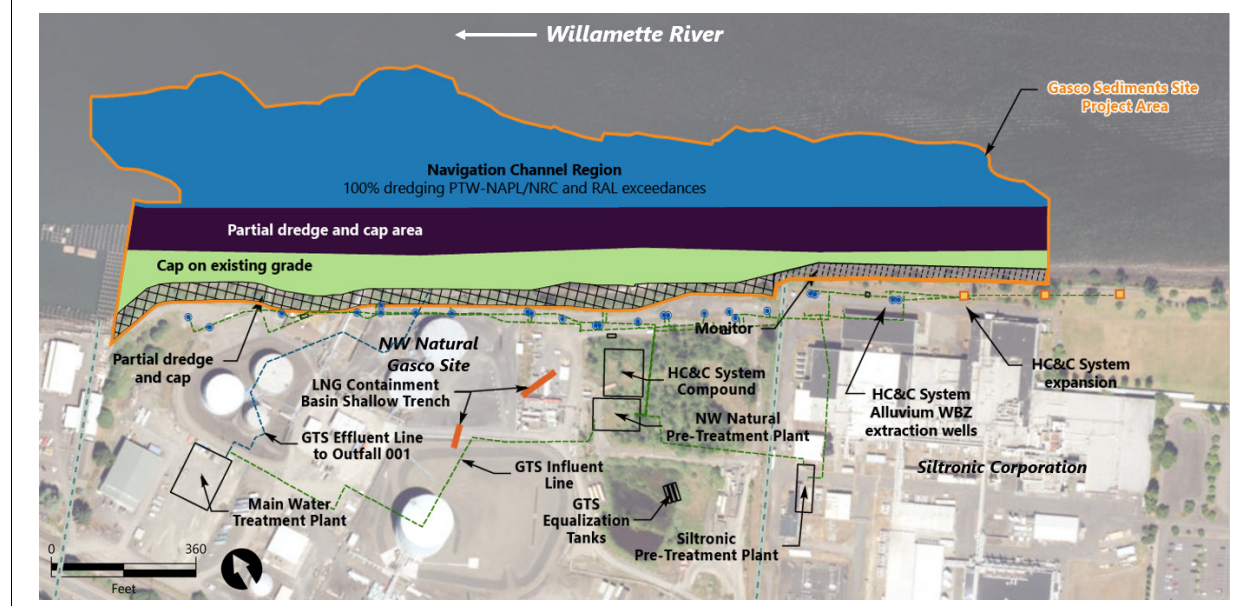 Willamette River
Gasco Sediments Site
Project Area
Navigation Channel Region
100% dredging PTW-NAPL/NRC and RAL exceedances
Partial dredge and cap area
Cap on existing grade
Monitor
NW Natural
Gasco Site
Partial dredge
and cap
LNG Containment
Basin Shallow Trench
HC&C System
Compound
HC&C System
expansion
HC&C System
Alluvium WBZ
extraction wells
NW Natural
Pre-Treatment Plant
GTS Effluent Line
to Outfall 001
GTS Influent
Line
Siltronic Corporation
Main Water
Treatment Plant
GTS
Equalization
Tanks
Siltronic
Pre-Treatment Plant
0 360
Feet